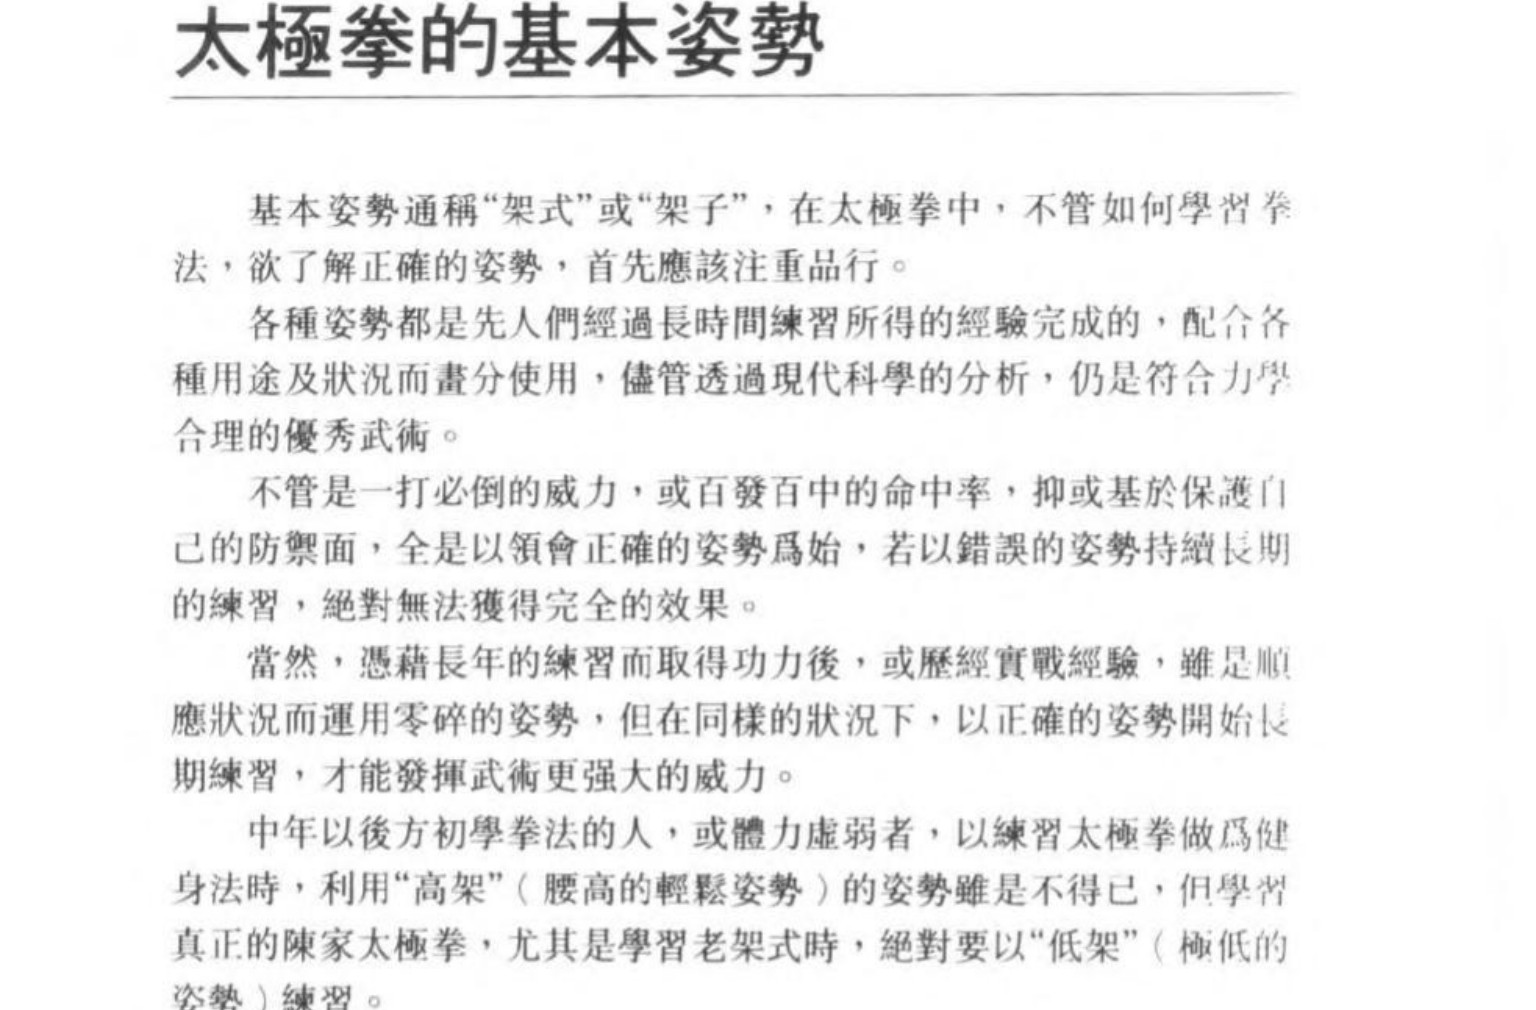 太極拳的基本姿勢
基本姿勢通稱“架式”或“架子”，在太極拳中，不管如何學習拳
法，欲了解正確的姿勢，首先應該注重品行。
各種姿勢都是先人們經過長時間練習所得的經驗完成的，配合各
種用途及狀況而畫分使用，儘管透過現代科學的分析，仍是符合力學
合理的優秀武術。
不管是一打必倒的威力，或百發百中的命中率，抑或基於保護自
己的防禦面，全是以領會正確的姿勢爲始，若以錯誤的姿勢持續長期
的練習，絕對無法獲得完全的效果。
當然，憑藉長年的練習而取得功力後，或歷經實戰經驗，雖是順
應狀況而運用零碎的姿勢，但在同樣的狀況下，以正確的姿勢開始長
期練習，才能發揮武術更强大的威力。
中年以後方初學拳法的人，或體力虛弱者，以練習太極拳做爲健
身法時，利用“高架”（腰高的輕鬆姿勢）的姿勢雖是不得已，但學習
真正的陳家太極拳，尤其是學習老架式時，絕對要以“低架”（極低的
姿勢）練習。